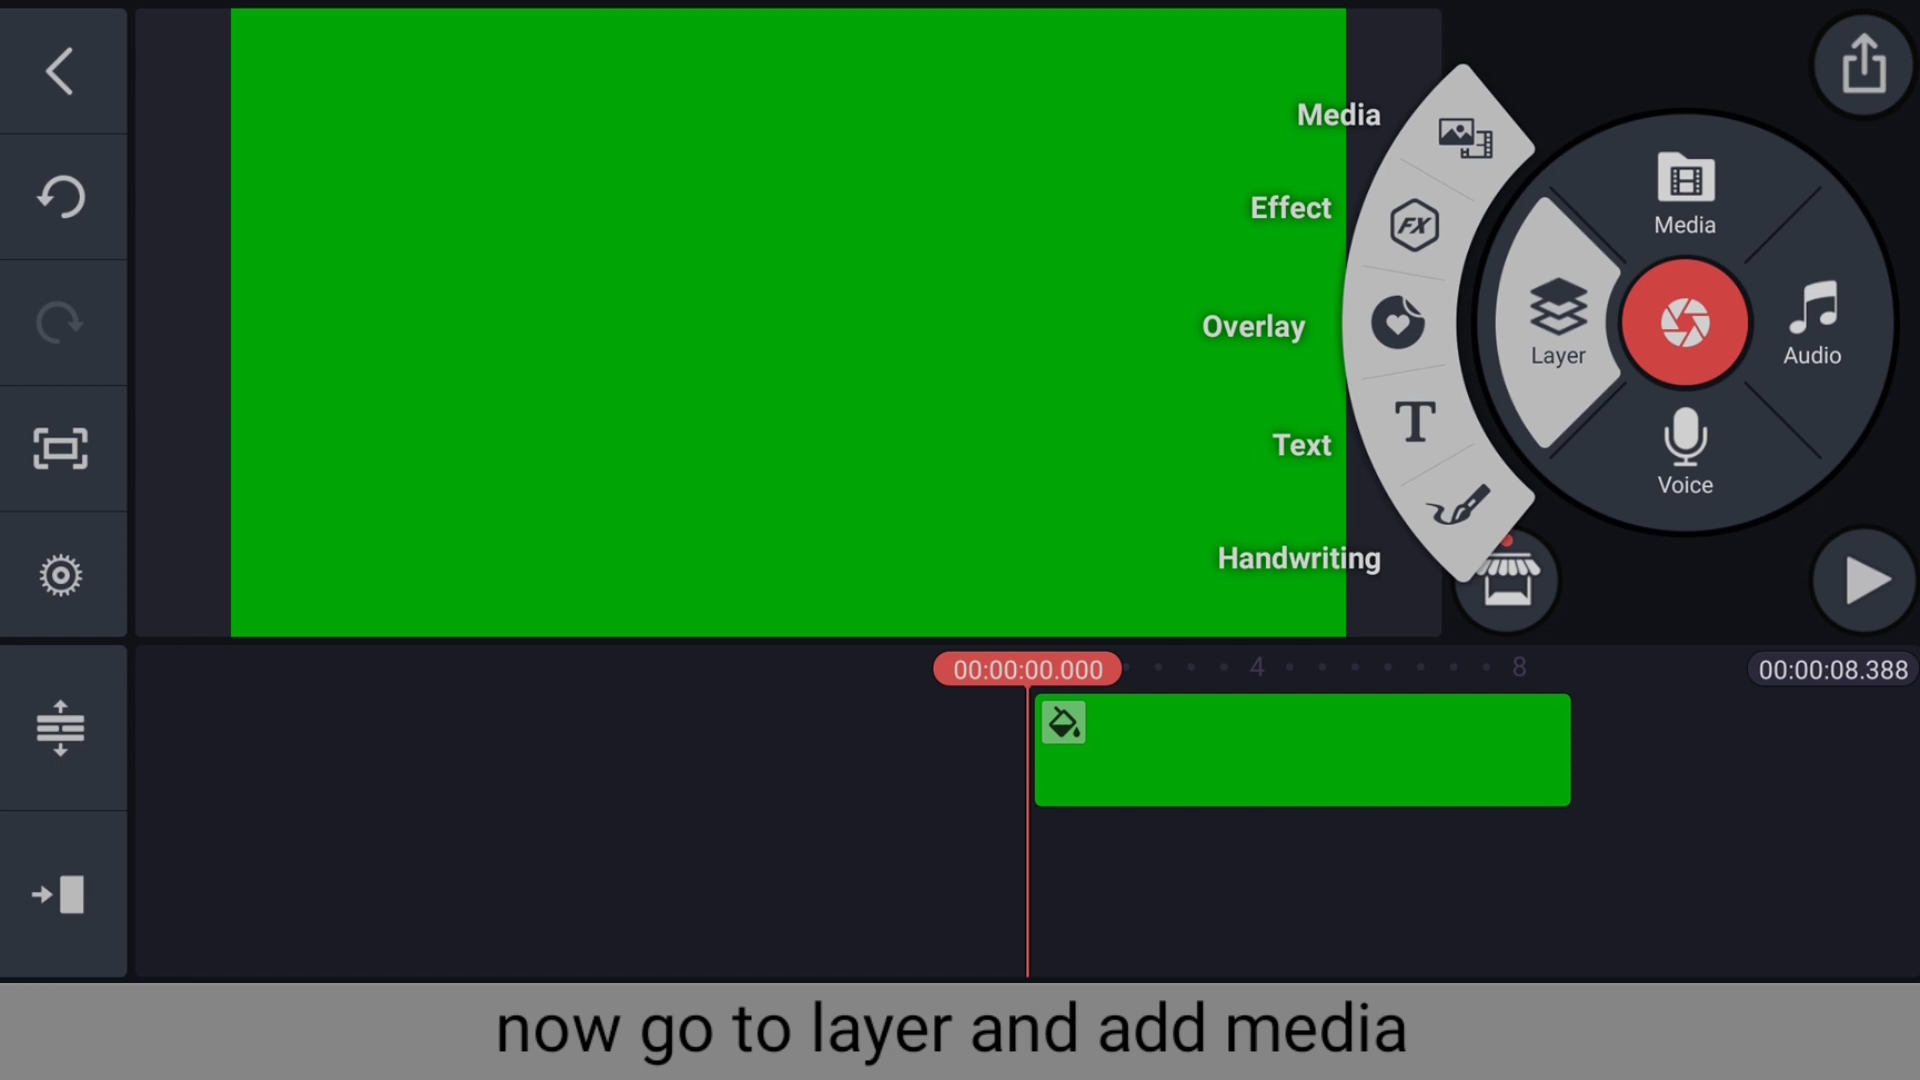 Media
Effect
Overlay
Text
Handwriting
FX
T
Media
Layer
Audio
Voice
00:00:00.000
4
8
00:00:08.388
now go to layer and add media